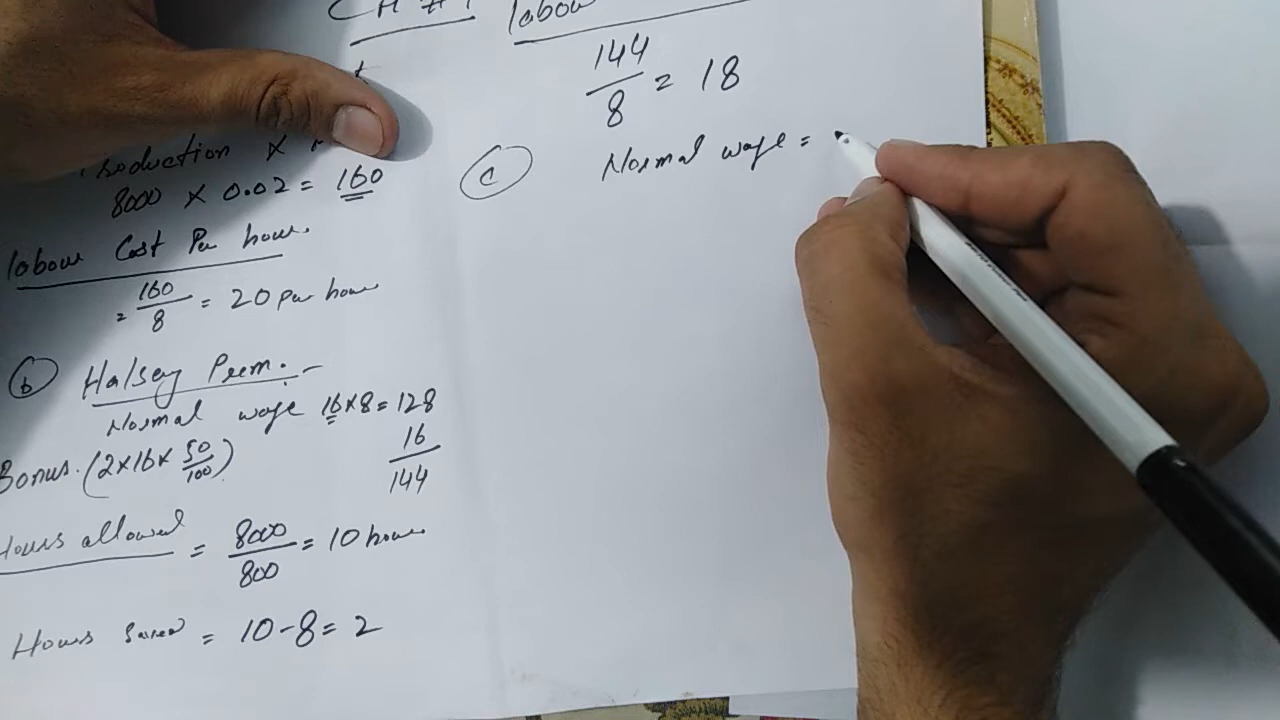 labou
production ×
8000 × 0.02 = 160
labour Cost Per hour.
= 160/8 = 20 per hour
(b) Halsey Prem. :-
Normal wage 16×8 = 128
Bonus. (2×16× 50/100) 16
144
Hours allowed = 8000/800 = 10 hour
Hours saved = 10 - 8 = 2
144/8 = 18
(c) Normal wage =